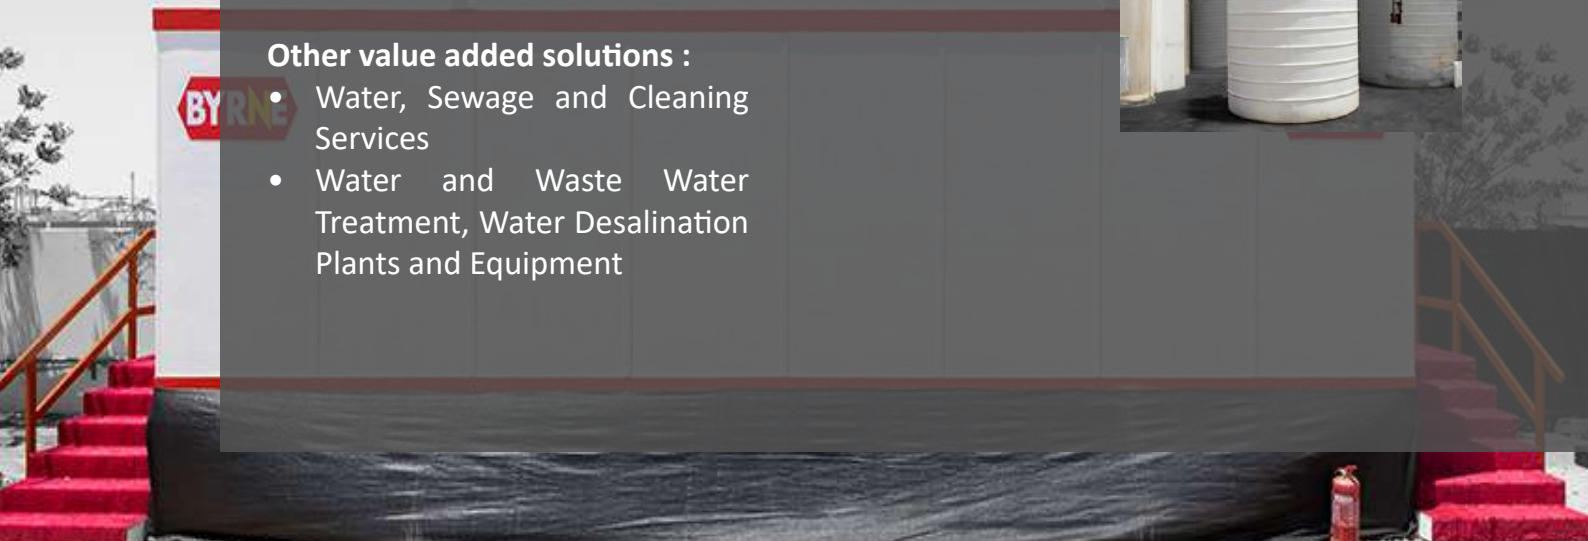 Other value added solutions :
BYRNE
• Water, Sewage and Cleaning
Services
• Water and Waste Water
Treatment, Water Desalination
Plants and Equipment